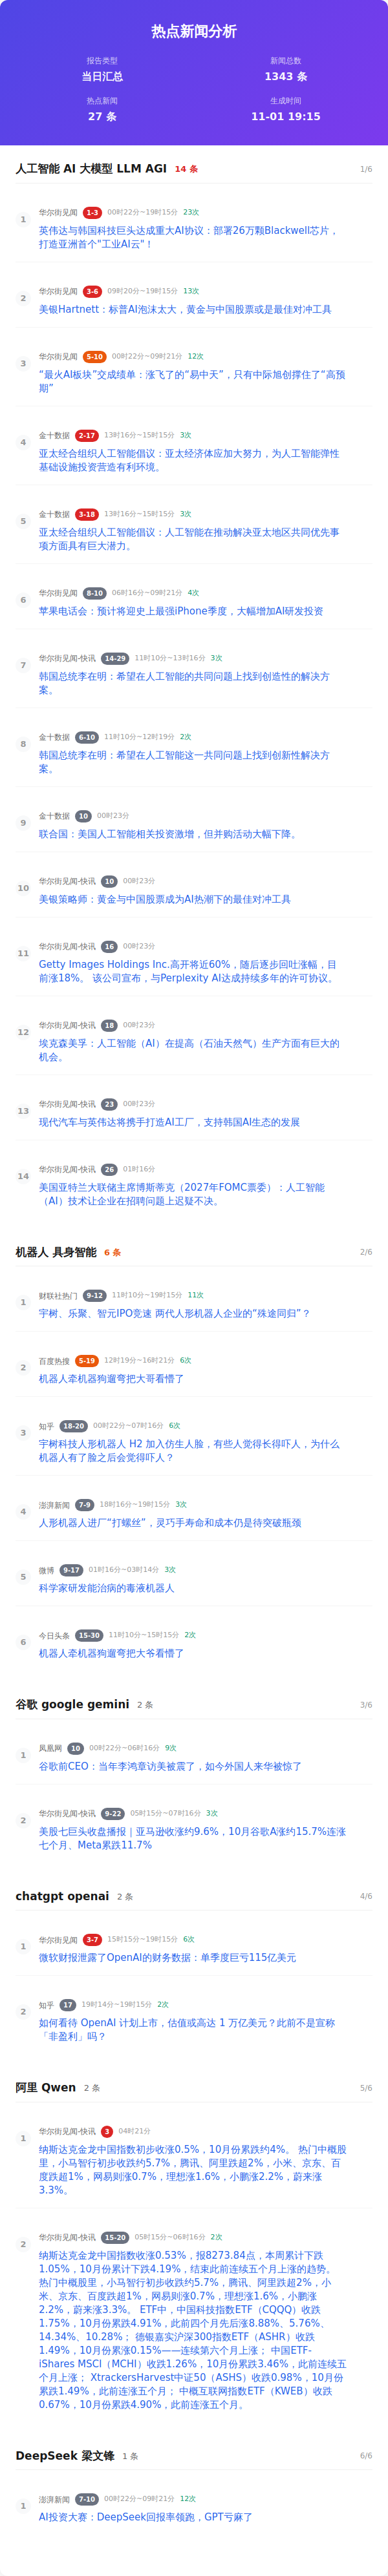 热点新闻分析
报告类型
当日汇总
新闻总数
1343 条
热点新闻
27 条
生成时间
11-01 19:15
人工智能 AI 大模型 LLM AGI 14 条 1/6
1
华尔街见闻 1-3 00时22分~19时15分 23次
英伟达与韩国科技巨头达成重大AI协议：部署26万颗Blackwell芯片，
打造亚洲首个"工业AI云"！
2
华尔街见闻 3-6 09时20分~19时15分 13次
美银Hartnett：标普AI泡沫太大，黄金与中国股票或是最佳对冲工具
3
华尔街见闻 5-10 00时22分~09时21分 12次
“最火AI板块”交成绩单：涨飞了的“易中天”，只有中际旭创撑住了“高预
期”
4
金十数据 2-17 13时16分~15时15分 3次
亚太经合组织人工智能倡议：亚太经济体应加大努力，为人工智能弹性
基础设施投资营造有利环境。
5
金十数据 3-18 13时16分~15时15分 3次
亚太经合组织人工智能倡议：人工智能在推动解决亚太地区共同优先事
项方面具有巨大潜力。
6
华尔街见闻 8-10 06时16分~09时21分 4次
苹果电话会：预计将迎史上最强iPhone季度，大幅增加AI研发投资
7
华尔街见闻-快讯 14-29 11时10分~13时16分 3次
韩国总统李在明：希望在人工智能的共同问题上找到创造性的解决方
案。
8
金十数据 6-10 11时10分~12时19分 2次
韩国总统李在明：希望在人工智能这一共同问题上找到创新性解决方
案。
9
金十数据 10 00时23分
联合国：美国人工智能相关投资激增，但并购活动大幅下降。
10
华尔街见闻-快讯 10 00时23分
美银策略师：黄金与中国股票成为AI热潮下的最佳对冲工具
11
华尔街见闻-快讯 16 00时23分
Getty Images Holdings Inc.高开将近60%，随后逐步回吐涨幅，目
前涨18%。 该公司宣布，与Perplexity AI达成持续多年的许可协议。
12
华尔街见闻-快讯 18 00时23分
埃克森美孚：人工智能（AI）在提高（石油天然气）生产方面有巨大的
机会。
13
华尔街见闻-快讯 23 00时23分
现代汽车与英伟达将携手打造AI工厂，支持韩国AI生态的发展
14
华尔街见闻-快讯 26 01时16分
美国亚特兰大联储主席博斯蒂克（2027年FOMC票委）：人工智能
（AI）技术让企业在招聘问题上迟疑不决。
机器人 具身智能 6 条 2/6
1
财联社热门 9-12 11时10分~19时15分 11次
宇树、乐聚、智元IPO竞速 两代人形机器人企业的“殊途同归”？
2
百度热搜 5-19 12时19分~16时21分 6次
机器人牵机器狗遛弯把大哥看懵了
3
知乎 18-20 00时22分~07时16分 6次
宇树科技人形机器人 H2 加入仿生人脸，有些人觉得长得吓人，为什么
机器人有了脸之后会觉得吓人？
4
澎湃新闻 7-9 18时16分~19时15分 3次
人形机器人进厂“打螺丝”，灵巧手寿命和成本仍是待突破瓶颈
5
微博 9-17 01时16分~03时14分 3次
科学家研发能治病的毒液机器人
6
今日头条 15-30 11时10分~15时15分 2次
机器人牵机器狗遛弯把大爷看懵了
谷歌 google gemini 2 条 3/6
1
凤凰网 10 00时22分~06时16分 9次
谷歌前CEO：当年李鸿章访美被震了，如今外国人来华被惊了
2
华尔街见闻-快讯 9-22 05时15分~07时16分 3次
美股七巨头收盘播报｜亚马逊收涨约9.6%，10月谷歌A涨约15.7%连涨
七个月、Meta累跌11.7%
chatgpt openai 2 条 4/6
1
华尔街见闻 3-7 15时15分~19时15分 6次
微软财报泄露了OpenAI的财务数据：单季度巨亏115亿美元
2
知乎 17 19时14分~19时15分 2次
如何看待 OpenAI 计划上市，估值或高达 1 万亿美元？此前不是宣称
「非盈利」吗？
阿里 Qwen 2 条 5/6
1
华尔街见闻-快讯 3 04时21分
纳斯达克金龙中国指数初步收涨0.5%，10月份累跌约4%。 热门中概股
里，小马智行初步收跌约5.7%，腾讯、阿里跌超2%，小米、京东、百
度跌超1%，网易则涨0.7%，理想涨1.6%，小鹏涨2.2%，蔚来涨
3.3%。
2
华尔街见闻-快讯 15-20 05时15分~06时16分 2次
纳斯达克金龙中国指数收涨0.53%，报8273.84点，本周累计下跌
1.05%，10月份累计下跌4.19%，结束此前连续五个月上涨的趋势。
热门中概股里，小马智行初步收跌约5.7%，腾讯、阿里跌超2%，小
米、京东、百度跌超1%，网易则涨0.7%，理想涨1.6%，小鹏涨
2.2%，蔚来涨3.3%。 ETF中，中国科技指数ETF（CQQQ）收跌
1.75%，10月份累跌4.91%，此前四个月先后涨8.88%、5.76%、
14.34%、10.28%； 德银嘉实沪深300指数ETF（ASHR）收跌
1.49%，10月份累涨0.15%——连续第六个月上涨； 中国ETF-
iShares MSCI（MCHI）收跌1.26%，10月份累跌3.46%，此前连续五
个月上涨； XtrackersHarvest中证50（ASHS）收跌0.98%，10月份
累跌1.49%，此前连涨五个月； 中概互联网指数ETF（KWEB）收跌
0.67%，10月份累跌4.90%，此前连涨五个月。
DeepSeek 梁文锋 1 条 6/6
1
澎湃新闻 7-10 00时22分~09时21分 12次
AI投资大赛：DeepSeek回报率领跑，GPT亏麻了